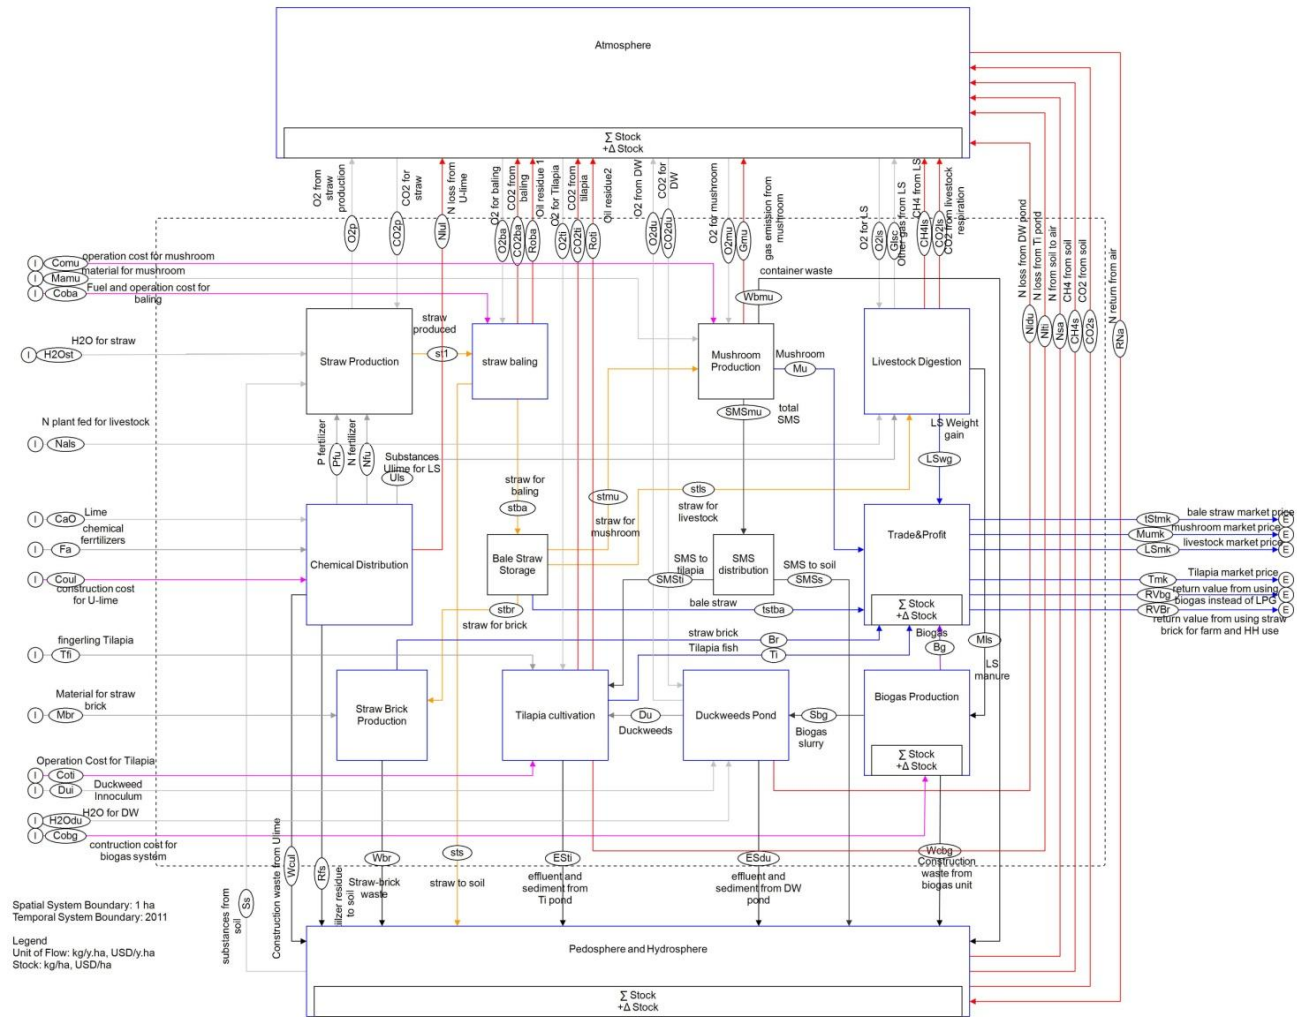 Atmosphere
∑ Stock
+Δ Stock
O2 from
straw
production
CO2 for
straw
N loss from
U-lime
O2 for baling
CO2 from
baling
Oil residue 1
O2 for Tilapia
CO2 from
tilapia
Oil residue2
O2 from DW
CO2 for
DW
O2 for mushroom
gas emission from
mushroom
O2 for LS
Other gas from LS
CH4 from LS
CO2 from livestock
respiration
N loss from DW pond
N loss from Ti pond
N from soil to air
CH4 from soil
CO2 from soil
N return from air
O2p
CO2p
Nlul
O2ba
CO2ba
Roba
O2ti
CO2ti
Roti
O2du
CO2du
O2mu
Gmu
O2ls
Glsc
CH4ls
CO2ls
Nldu
Nlti
Nsa
CH4s
CO2s
RNa
I
Comu
operation cost for mushroom
I
Mamu
material for mushroom
I
Coba
Fuel and operation cost for
baling
container waste
Wbmu
H2O for straw
I
H2Ost
Straw Production
straw
produced
st1
straw baling
Mushroom
Production
Mushroom
Mu
Livestock Digestion
SMSmu
total
SMS
N plant fed for livestock
I
Nals
P fertilizer
Pfu
N fertilizer
Nfu
Substances
Ulime for LS
Uls
LS Weight
gain
LSwg
straw for
baling
stba
stmu
straw for
mushroom
stls
straw for
livestock
Lime
I
CaO
chemical
ferrtilizers
I
Fa
I
Coul
construction cost
for U-lime
Chemical Distribution
Bale Straw
Storage
SMS
distribution
SMS to
tilapia
SMSti
SMS to soil
SMSs
Trade&Profit
∑ Stock
+Δ Stock
tStmk
bale straw market price
E
Mumk
mushroom market price
E
LSmk
livestock market price
E
Tmk
Tilapia market price
E
RVbg
return value from using
biogas instead of LPG
E
RVBr
E
return value from using straw
brick for farm and HH use
stbr
straw for brick
bale straw
tstba
straw brick
Br
Tilapia fish
Ti
Biogas
Bg
Mls
LS
manure
fingerling Tilapia
I
Tfi
Material for straw
brick
I
Mbr
Straw Brick
Production
Tilapia cultivation
Du
Duckweeds
Duckweeds Pond
Sbg
Biogas
slurry
Biogas Production
∑ Stock
+Δ Stock
Operation Cost for Tilapia
I
Coti
I
Dui
Duckweed
Innoculum
I
H2Odu
H2O for DW
I
Cobg
contruction cost for
biogas system
Wcul
Construction waste from Ulime
Rfs
iilzer residue
to soil
Wbr
Straw-brick
waste
sts
straw to soil
ESti
effluent and
sediment from
Ti pond
ESdu
effluent and
sediment from DW
pond
Wcbg
Construction
waste from
biogas unit
Ss
substances from
soil
Spatial System Boundary: 1 ha
Temporal System Boundary: 2011
Legend
Unit of Flow: kg/y.ha, USD/y.ha
Stock: kg/ha, USD/ha
Pedosphere and Hydrosphere
∑ Stock
+Δ Stock